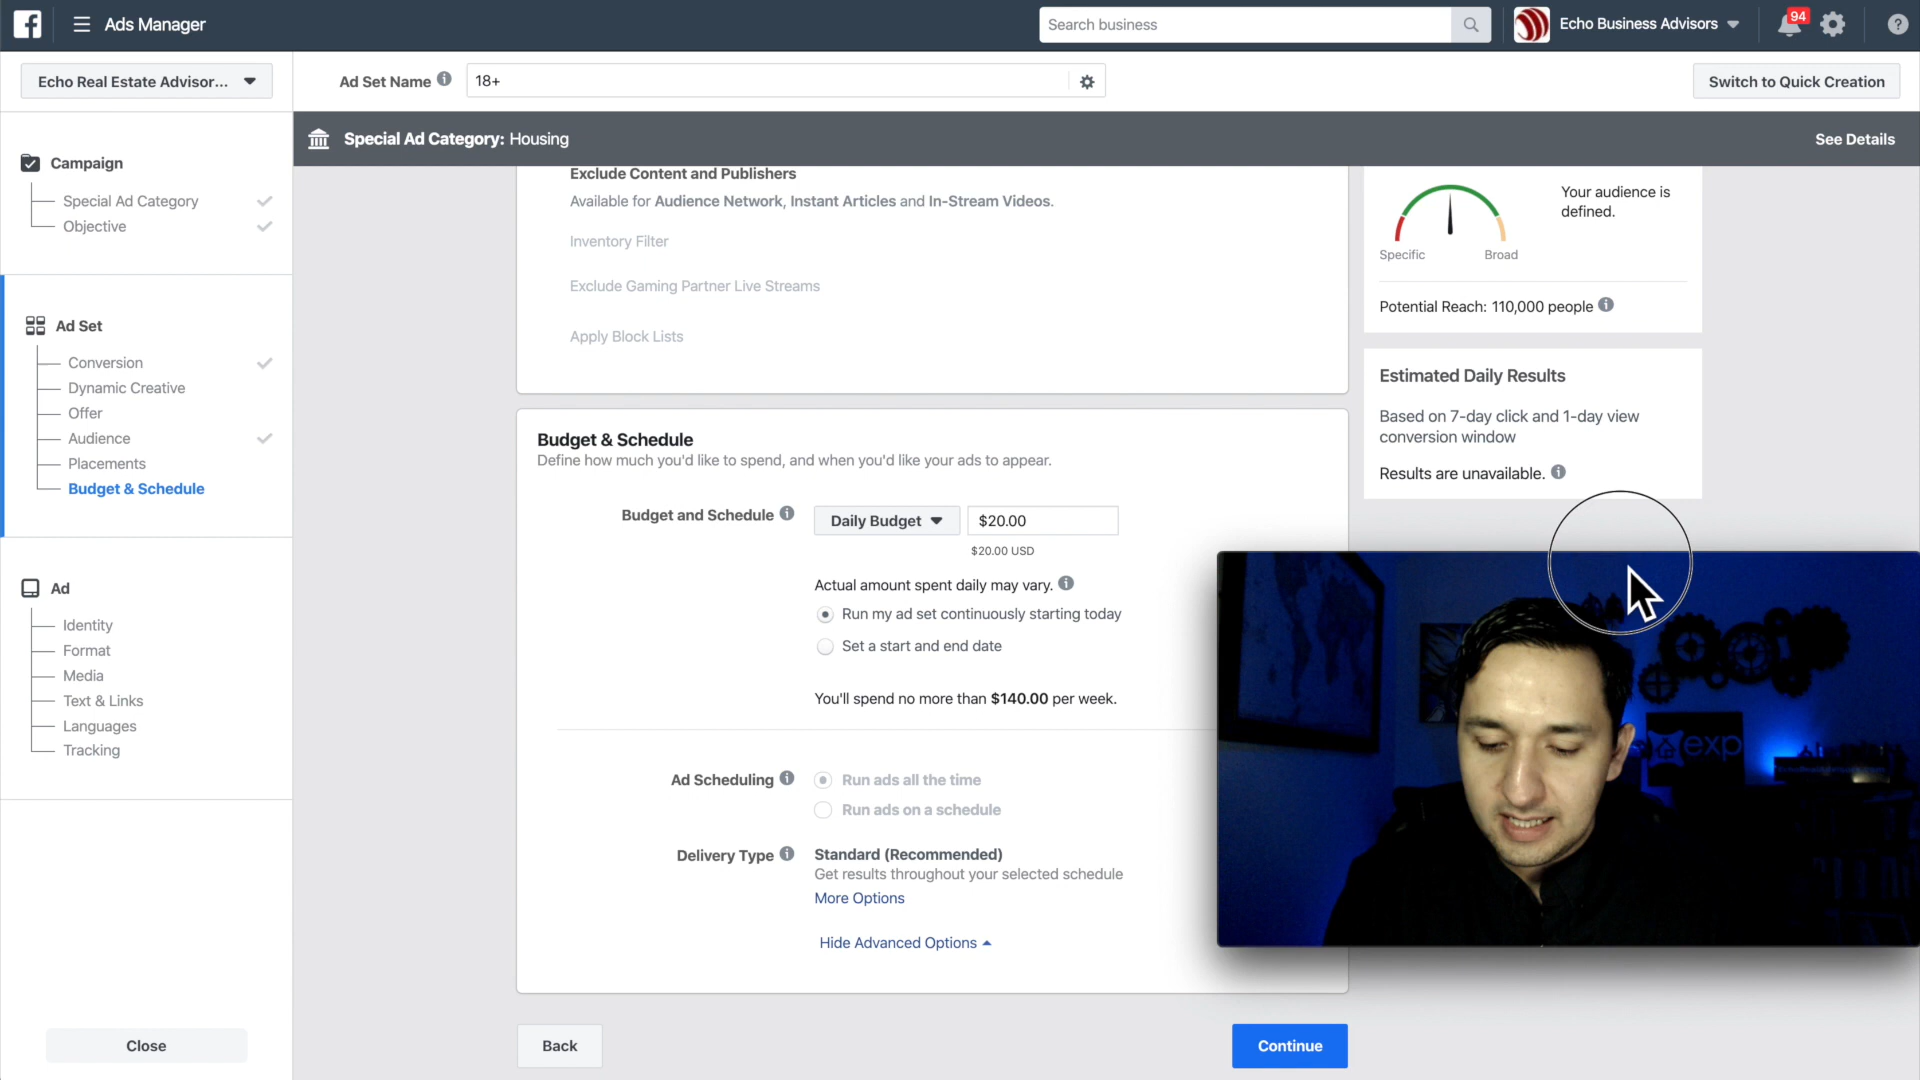 Ads Manager
Search business
Echo Business Advisors
94
Echo Real Estate Advisor...
Ad Set Name
18+
Switch to Quick Creation
Special Ad Category: Housing
See Details
Campaign
Special Ad Category
Objective
Ad Set
Conversion
Dynamic Creative
Offer
Audience
Placements
Budget & Schedule
Ad
Identity
Format
Media
Text & Links
Languages
Tracking
Close
Exclude Content and Publishers
Available for Audience Network, Instant Articles and In-Stream Videos.
Inventory Filter
Exclude Gaming Partner Live Streams
Apply Block Lists
Budget & Schedule
Define how much you'd like to spend, and when you'd like your ads to appear.
Budget and Schedule
Daily Budget
$20.00
$20.00 USD
Actual amount spent daily may vary.
Run my ad set continuously starting today
Set a start and end date
You'll spend no more than $140.00 per week.
Ad Scheduling
Run ads all the time
Run ads on a schedule
Delivery Type
Standard (Recommended)
Get results throughout your selected schedule
More Options
Hide Advanced Options
Back
Continue
Your audience is
defined.
Specific
Broad
Potential Reach: 110,000 people
Estimated Daily Results
Based on 7-day click and 1-day view
conversion window
Results are unavailable.
exp